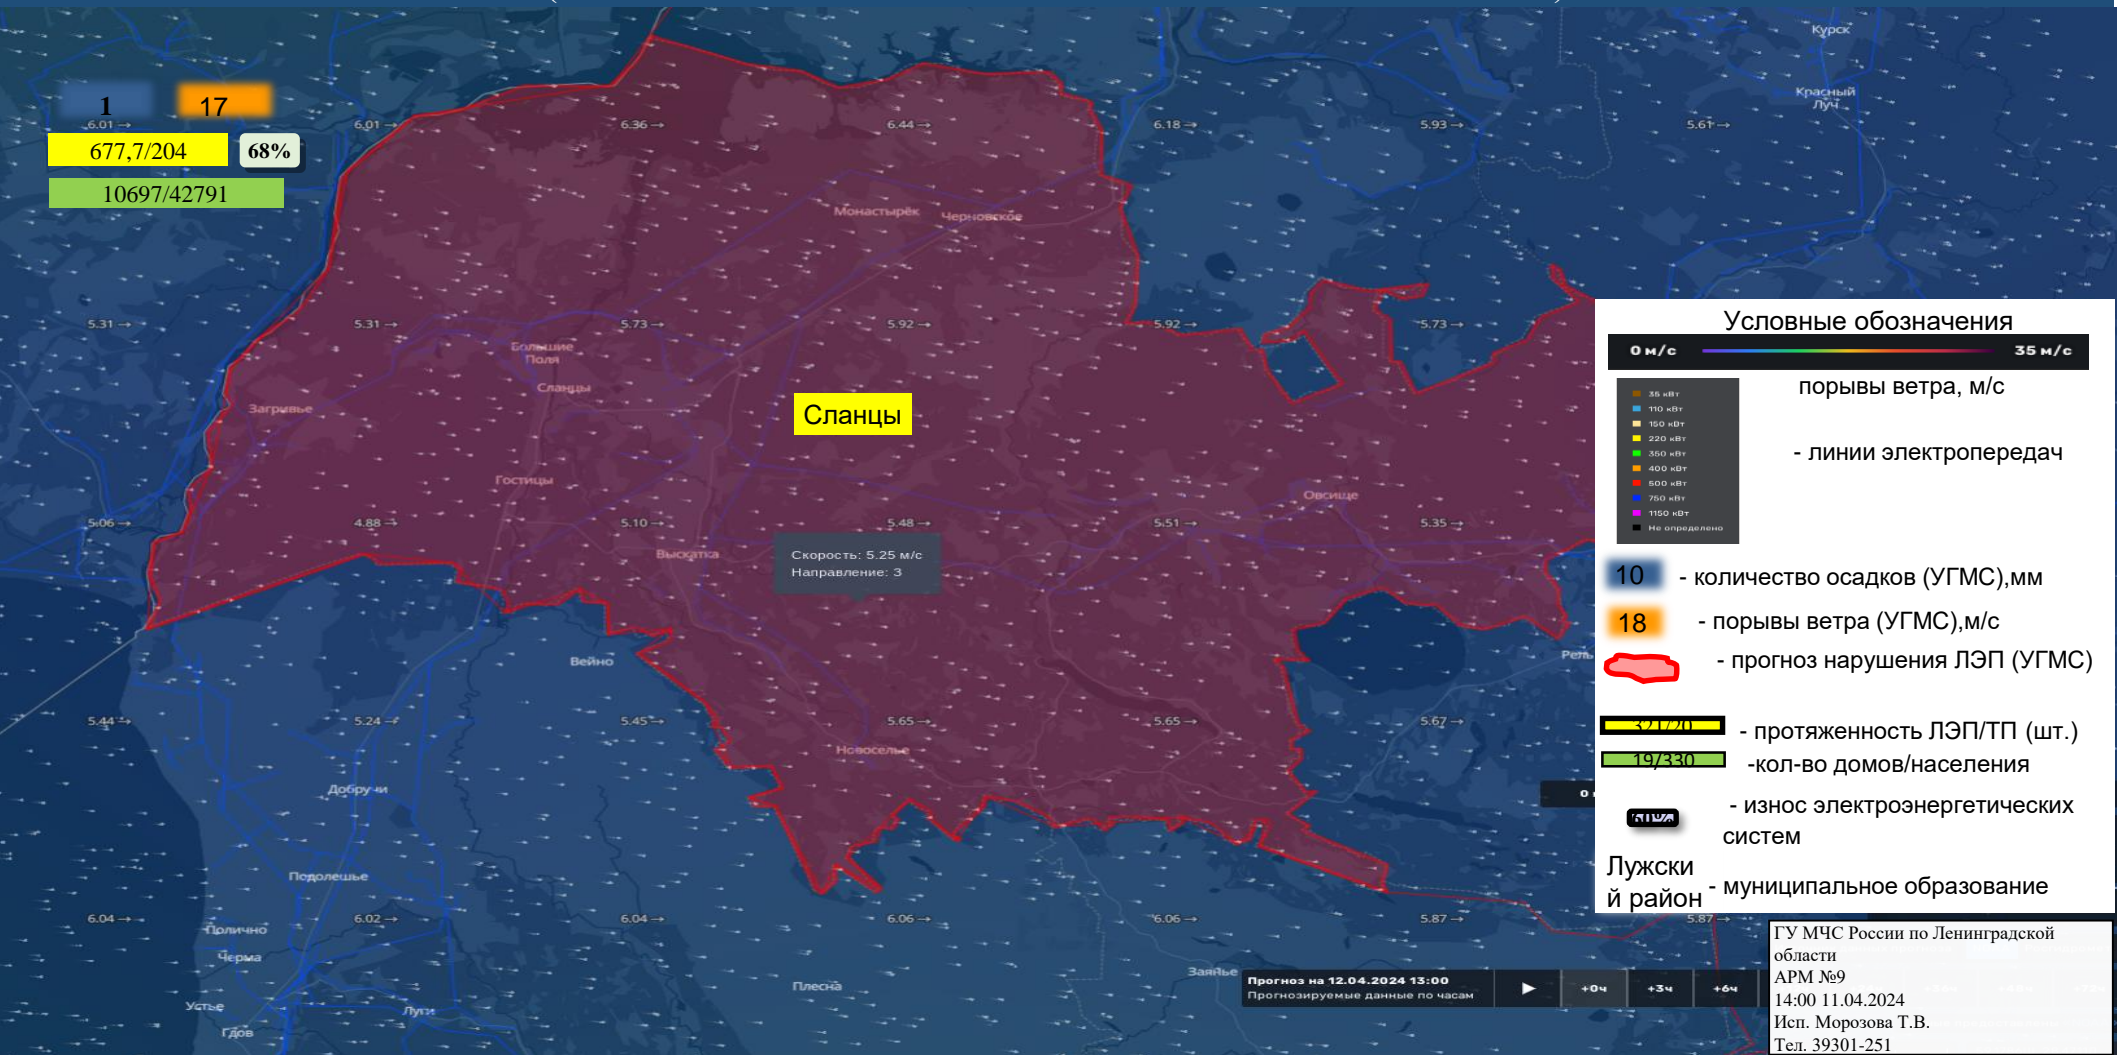 Курск
Красный
Луч
1
17
6.01→
6.01→
6.36→
6.44→
6.18→
5.93→
5.61→
677,7/204
68%
10697/42791
Монастырёк
Черновское
5.31→
5.31→
5.73→
5.92→
5.92→
5.73→
Большие
Поля
Сланцы
Загривье
Сланцы
Гостицы
Овсище
5.06→
4.88→
5.10→
5.48→
5.51→
5.35→
Выскатка
Скорость: 5.25 м/с
Направление: З
Вейно
5.44→
5.24→
5.45→
5.65→
5.65→
5.67→
Новоселье
Добручи
Подолешье
6.04→
6.02→
6.04→
6.06→
6.06→
5.87→
5.87→
Полично
Черма
Заянье
Плесна
Устье
Луги
Гдов
Условные обозначения
0 м/с
35 м/с
порывы ветра, м/с
35 кВт
110 кВт
150 кВт
220 кВт
350 кВт
400 кВт
500 кВт
750 кВт
1150 кВт
Не определено
- линии электропередач
10
- количество осадков (УГМС),мм
18
- порывы ветра (УГМС),м/с
- прогноз нарушения ЛЭП (УГМС)
321/20
- протяженность ЛЭП/ТП (шт.)
19/330
-кол-во домов/населения
- износ электроэнергетических
систем
Лужски
й район
- муниципальное образование
Прогноз на 12.04.2024 13:00
Прогнозируемые данные по часам
+0ч
+3ч
+6ч
ГУ МЧС России по Ленинградской
области
АРМ №9
14:00 11.04.2024
Исп. Морозова Т.В.
Тел. 39301-251